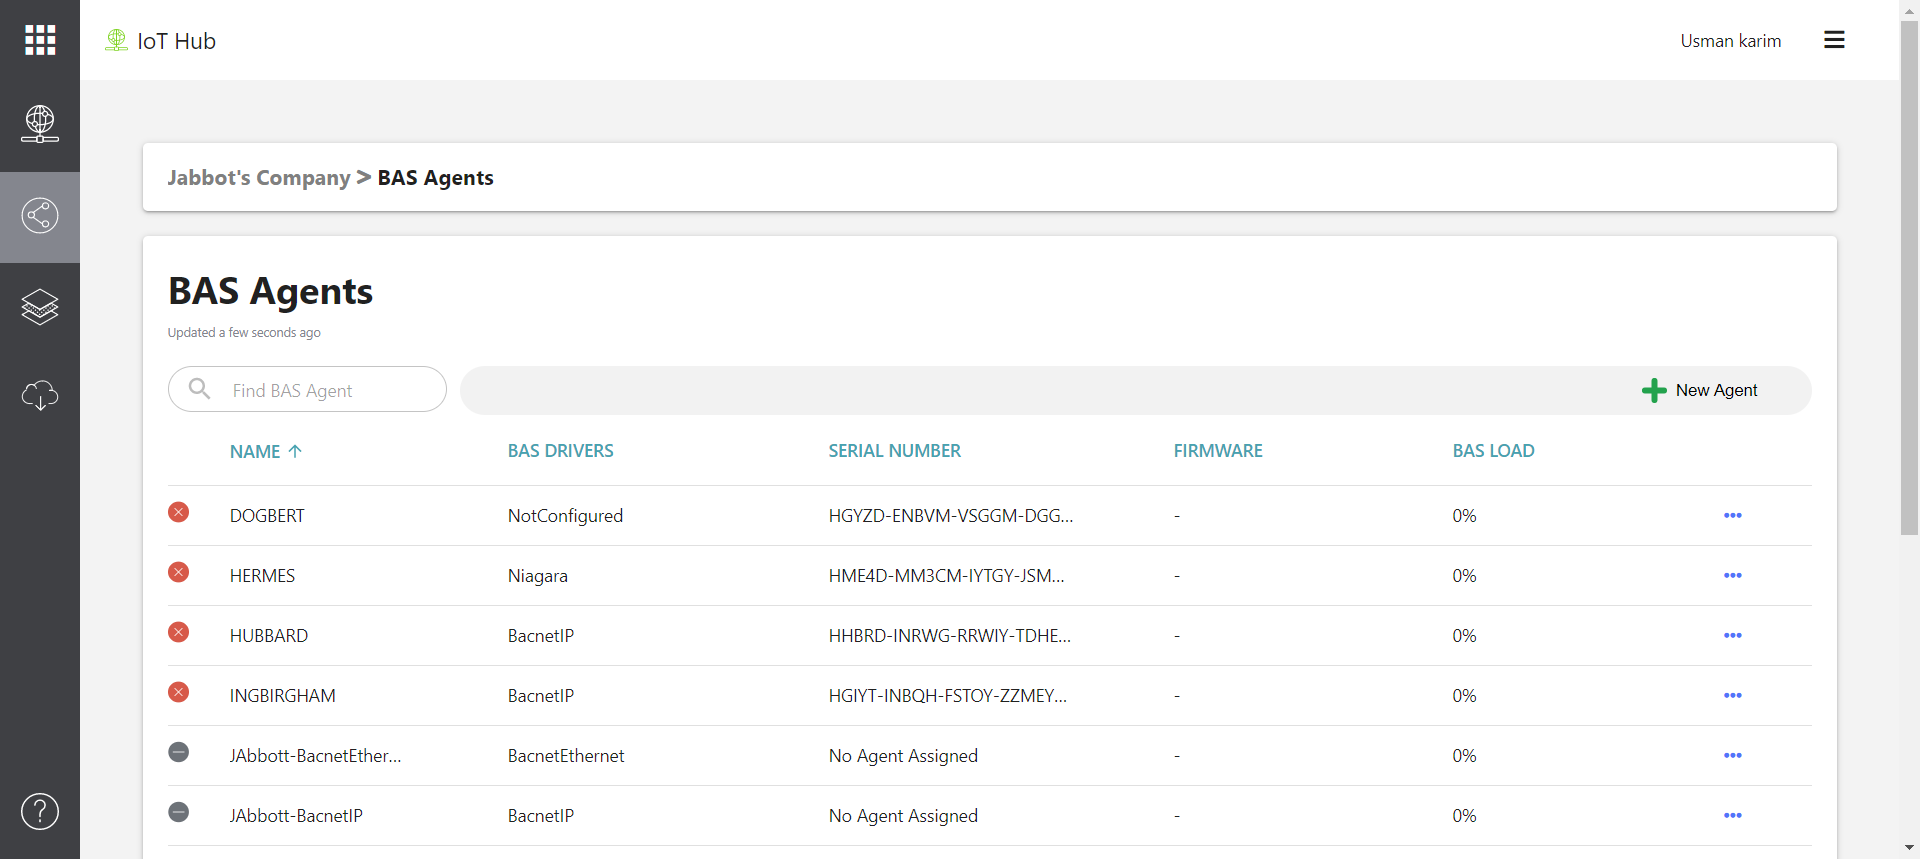 IoT Hub
Usman karim
Jabbot's Company > BAS Agents
BAS Agents
Updated a few seconds ago
Find BAS Agent
New Agent
NAME BAS DRIVERS SERIAL NUMBER FIRMWARE BAS LOAD
DOGBERT NotConfigured HGYZD-ENBVM-VSGGM-DGG... - 0%
HERMES Niagara HME4D-MM3CM-IYTGY-JSM... - 0%
HUBBARD BacnetIP HHBRD-INRWG-RRWIY-TDHE... - 0%
INGBIRGHAM BacnetIP HGIYT-INBQH-FSTOY-ZZMEY... - 0%
JAbbott-BacnetEther... BacnetEthernet No Agent Assigned - 0%
JAbbott-BacnetIP BacnetIP No Agent Assigned - 0%